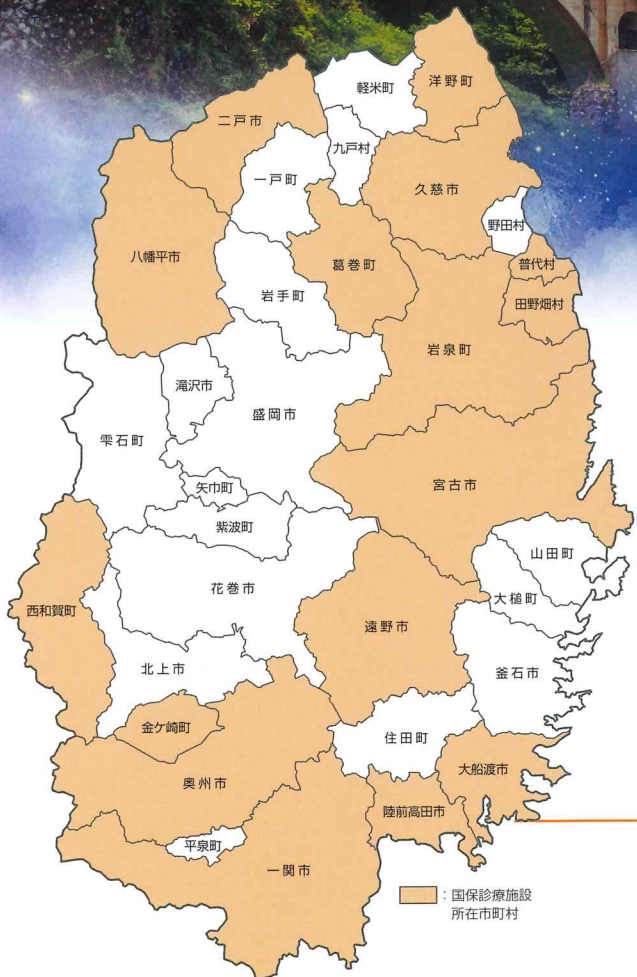 軽米町
洋野町
二戸市
九戸村
一戸町
久慈市
野田村
八幡平市
葛巻町
普代村
岩手町
田野畑村
岩泉町
滝沢市
盛岡市
雫石町
矢巾町
宮古市
紫波町
山田町
花巻市
大槌町
西和賀町
遠野市
北上市
釜石市
金ケ崎町
住田町
奥州市
大船渡市
陸前高田市
平泉町
一関市
：国保診療施設
所在市町村